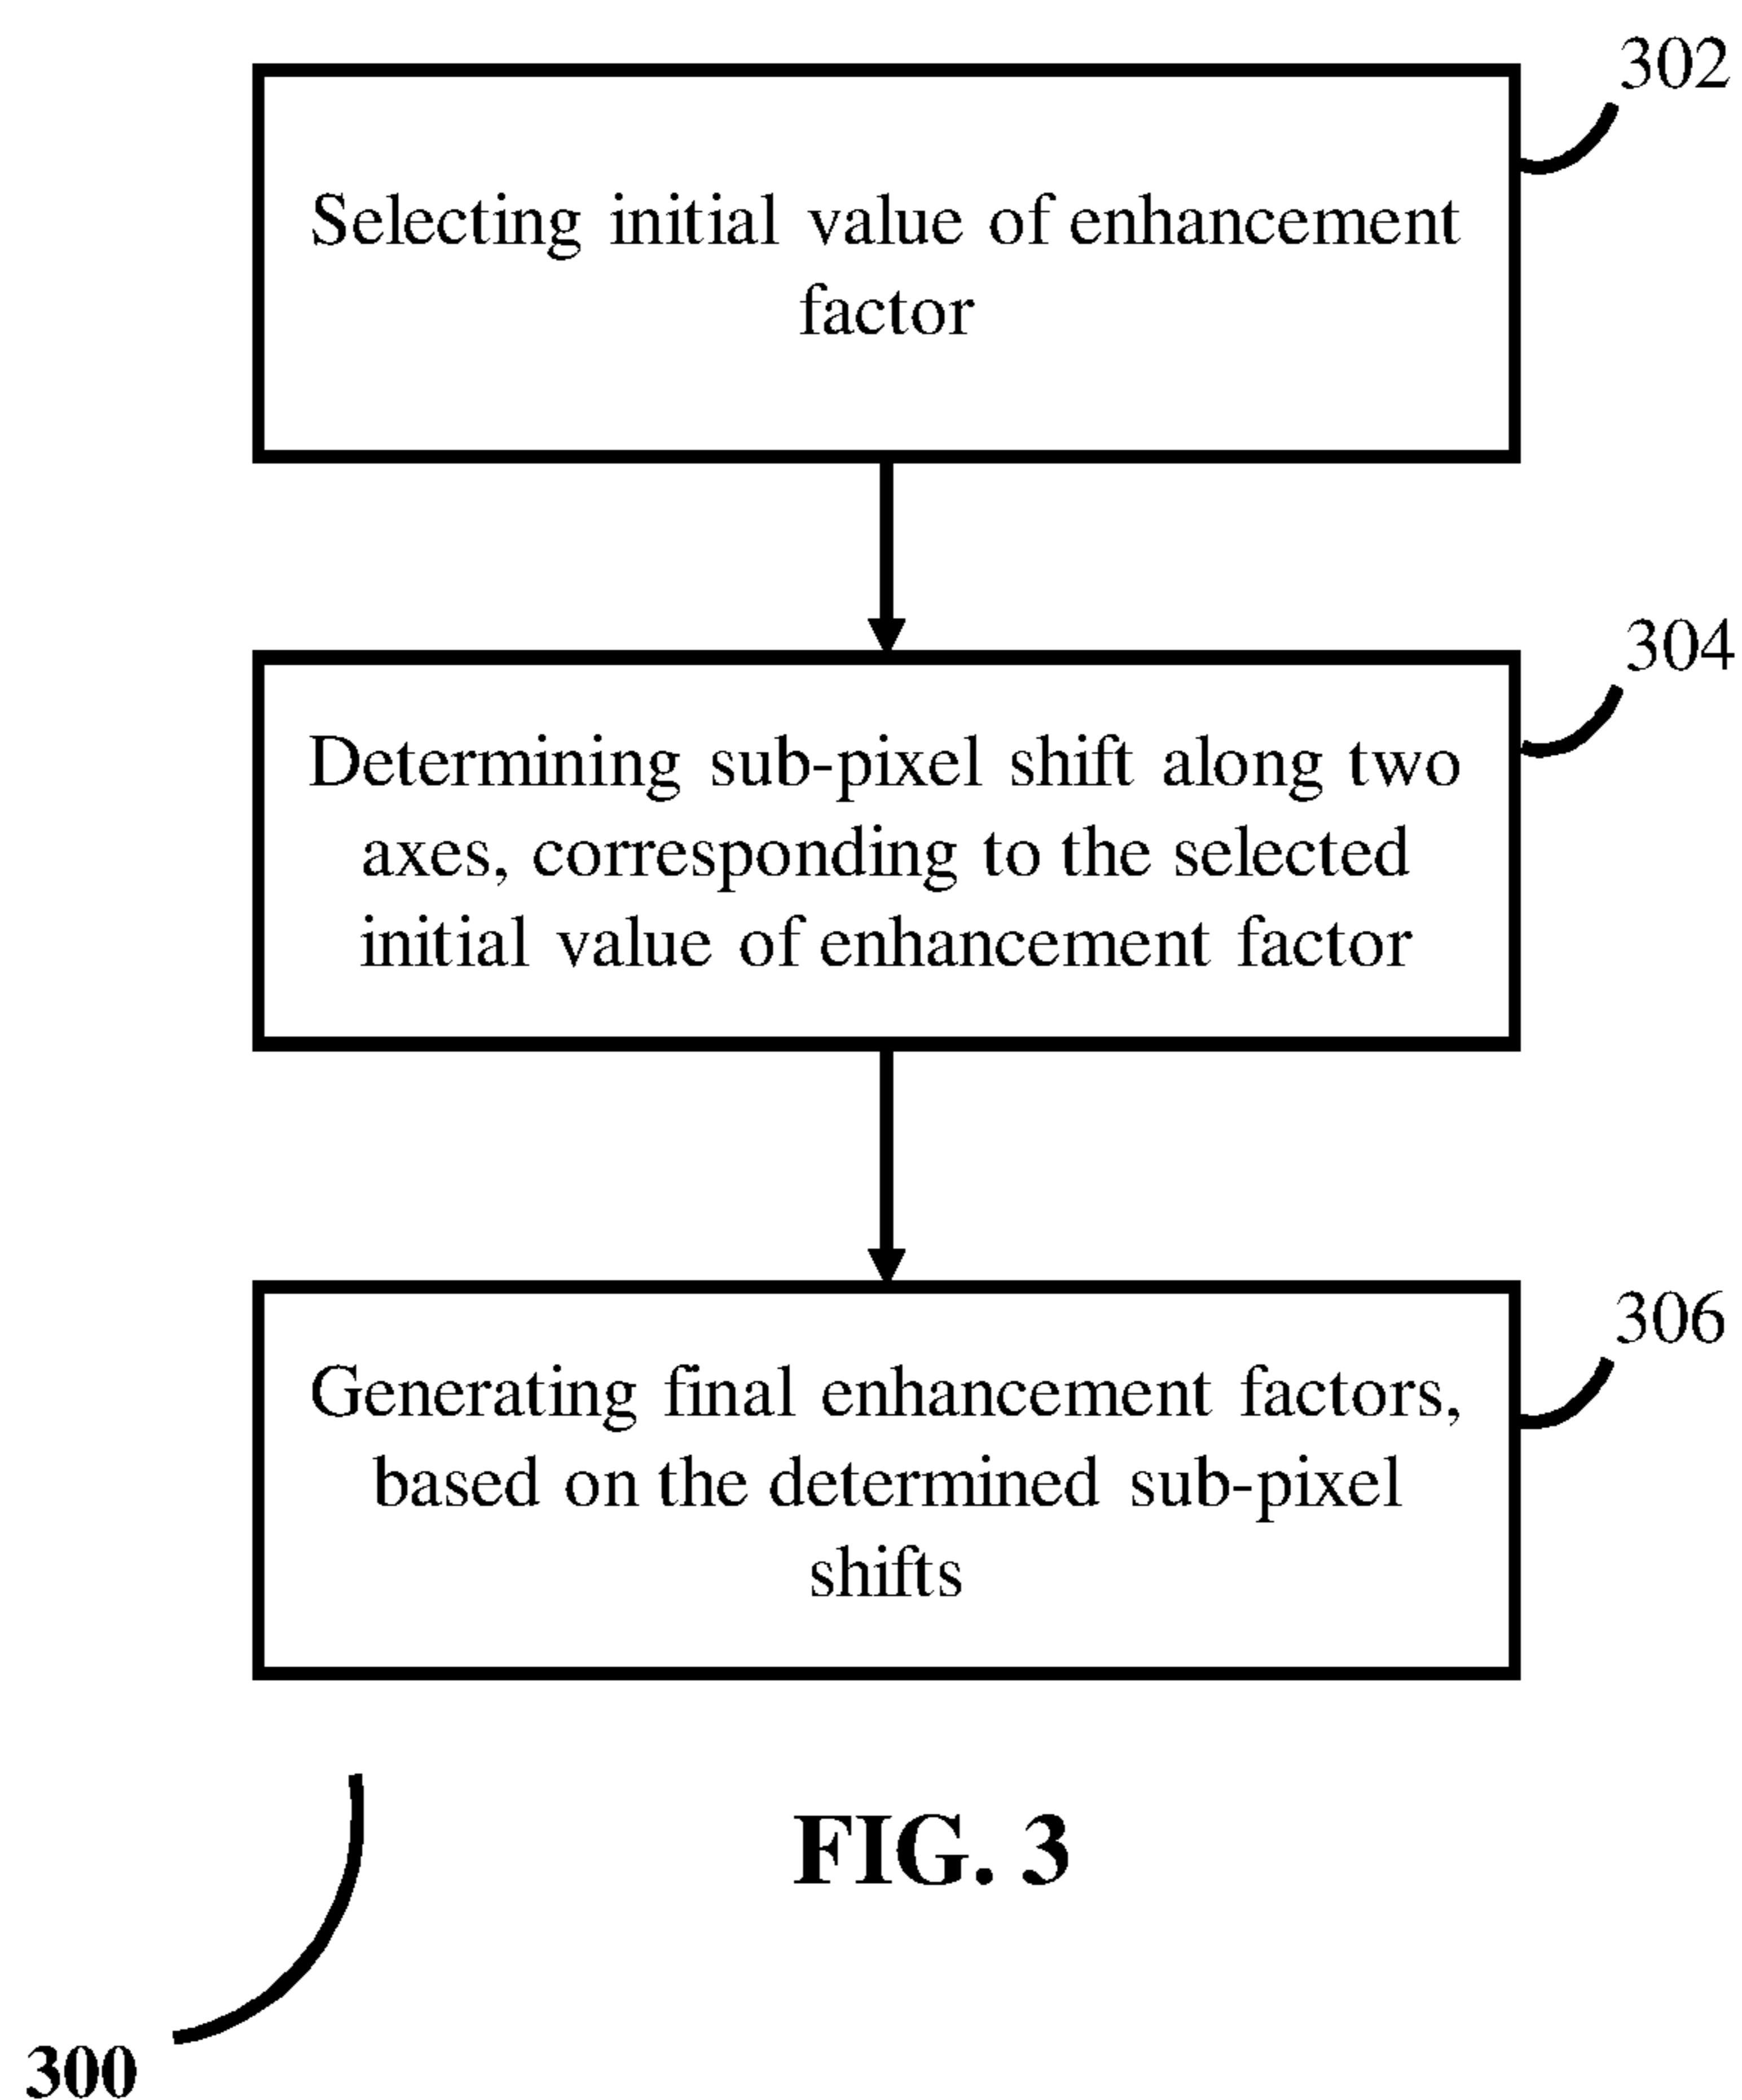 302
Selecting initial value of enhancement
factor
304
Determining sub-pixel shift along two
axes, corresponding to the selected
initial value of enhancement factor
306
Generating final enhancement factors,
based on the determined sub-pixel
shifts
FIG. 3
300